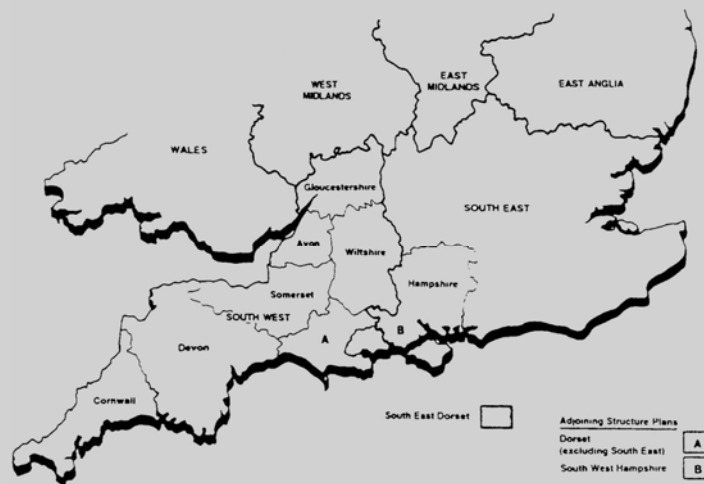 WEST
MIDLANDS
EAST
MIDLANDS
EAST ANGLIA
WALES
Gloucestershire
SOUTH EAST
Avon
Wiltshire
Hampshire
Somerset
SOUTH WEST
A
B
Devon
Cornwall
South East Dorset
Adjoining Structure Plans
Dorset
(excluding South East)
A
South West Hampshire
B